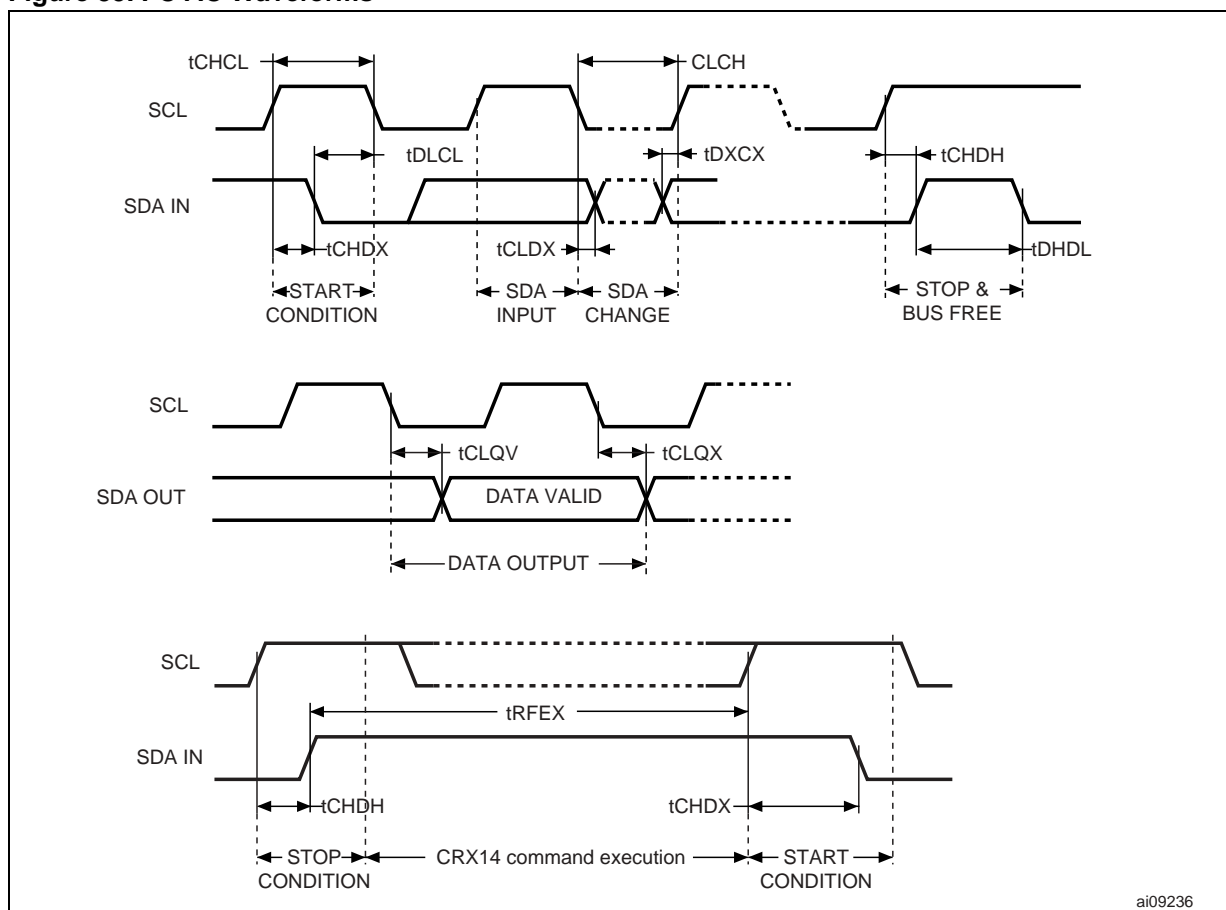 tCHCL
CLCH
SCL
tDLCL
tDXCX
tCHDH
SDA IN
tCHDX
tCLDX
tDHDL
START
CONDITION
SDA
INPUT
SDA
CHANGE
STOP &
BUS FREE
SCL
tCLQV
tCLQX
SDA OUT
DATA VALID
DATA OUTPUT
SCL
tRFEX
SDA IN
tCHDH
tCHDX
STOP
CONDITION
CRX14 command execution
START
CONDITION
ai09236